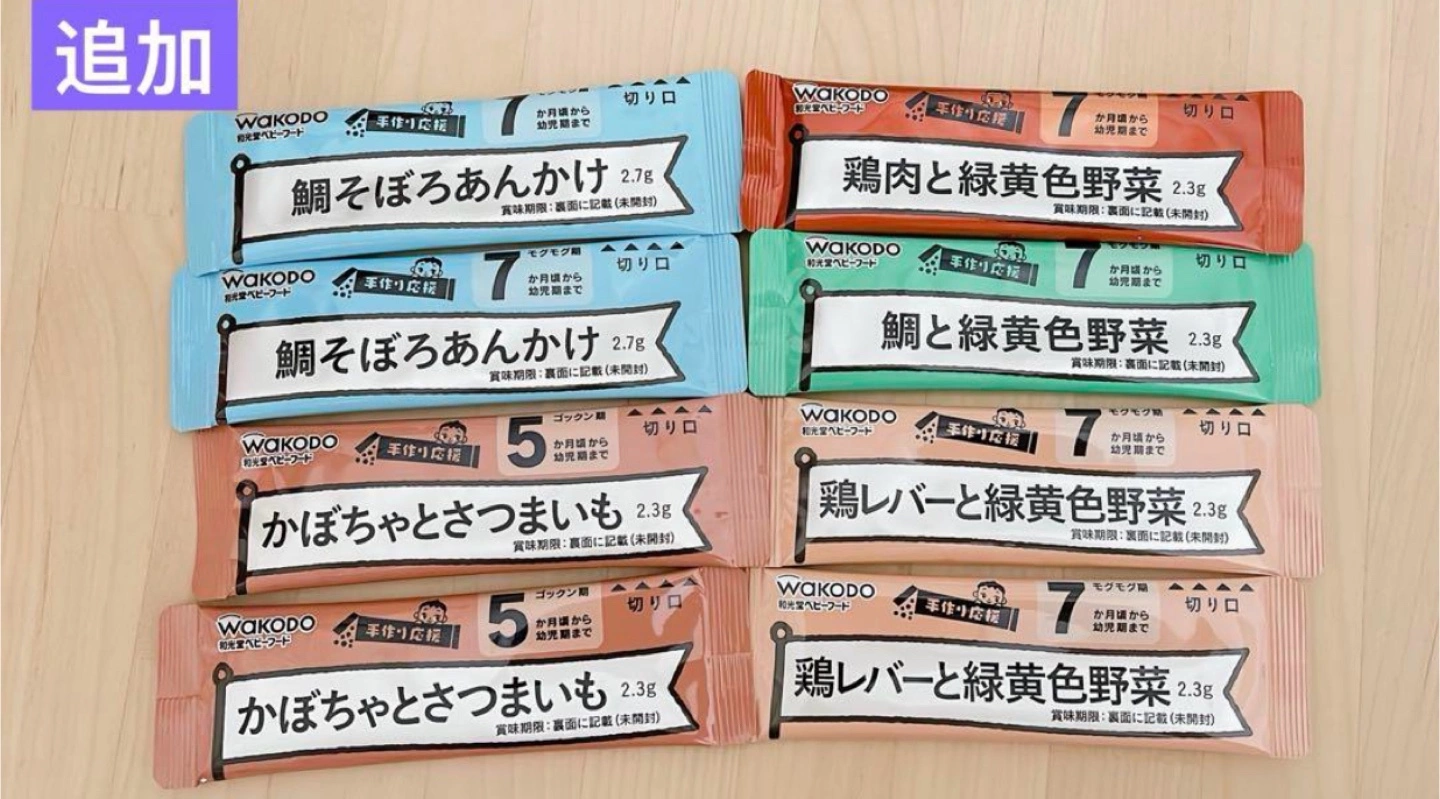 追加
WAKODO
和光堂ベビーフード
手作り応援
7
か月頃から
幼児期まで
切り口
鯛そぼろあんかけ 2.7g
賞味期限：裏面に記載（未開封）
WAKODO
和光堂ベビーフード
手作り応援
7
モグモグ期
か月頃から
幼児期まで
切り口
鶏肉と緑黄色野菜 2.3g
賞味期限：裏面に記載（未開封）
WAKODO
和光堂ベビーフード
手作り応援
7
モグモグ期
か月頃から
幼児期まで
切り口
鯛そぼろあんかけ 2.7g
賞味期限：裏面に記載（未開封）
WAKODO
和光堂ベビーフード
手作り応援
7
モグモグ期
か月頃から
幼児期まで
切り口
鯛と緑黄色野菜 2.3g
賞味期限：裏面に記載（未開封）
WAKODO
和光堂ベビーフード
手作り応援
5
ゴックン期
か月頃から
幼児期まで
切り口
かぼちゃとさつまいも 2.3g
賞味期限：裏面に記載（未開封）
WAKODO
和光堂ベビーフード
手作り応援
7
モグモグ期
か月頃から
幼児期まで
切り口
鶏レバーと緑黄色野菜 2.3g
賞味期限：裏面に記載（未開封）
WAKODO
和光堂ベビーフード
手作り応援
5
ゴックン期
か月頃から
幼児期まで
切り口
かぼちゃとさつまいも 2.3g
賞味期限：裏面に記載（未開封）
WAKODO
和光堂ベビーフード
手作り応援
7
モグモグ期
か月頃から
幼児期まで
切り口
鶏レバーと緑黄色野菜 2.3g
賞味期限：裏面に記載（未開封）